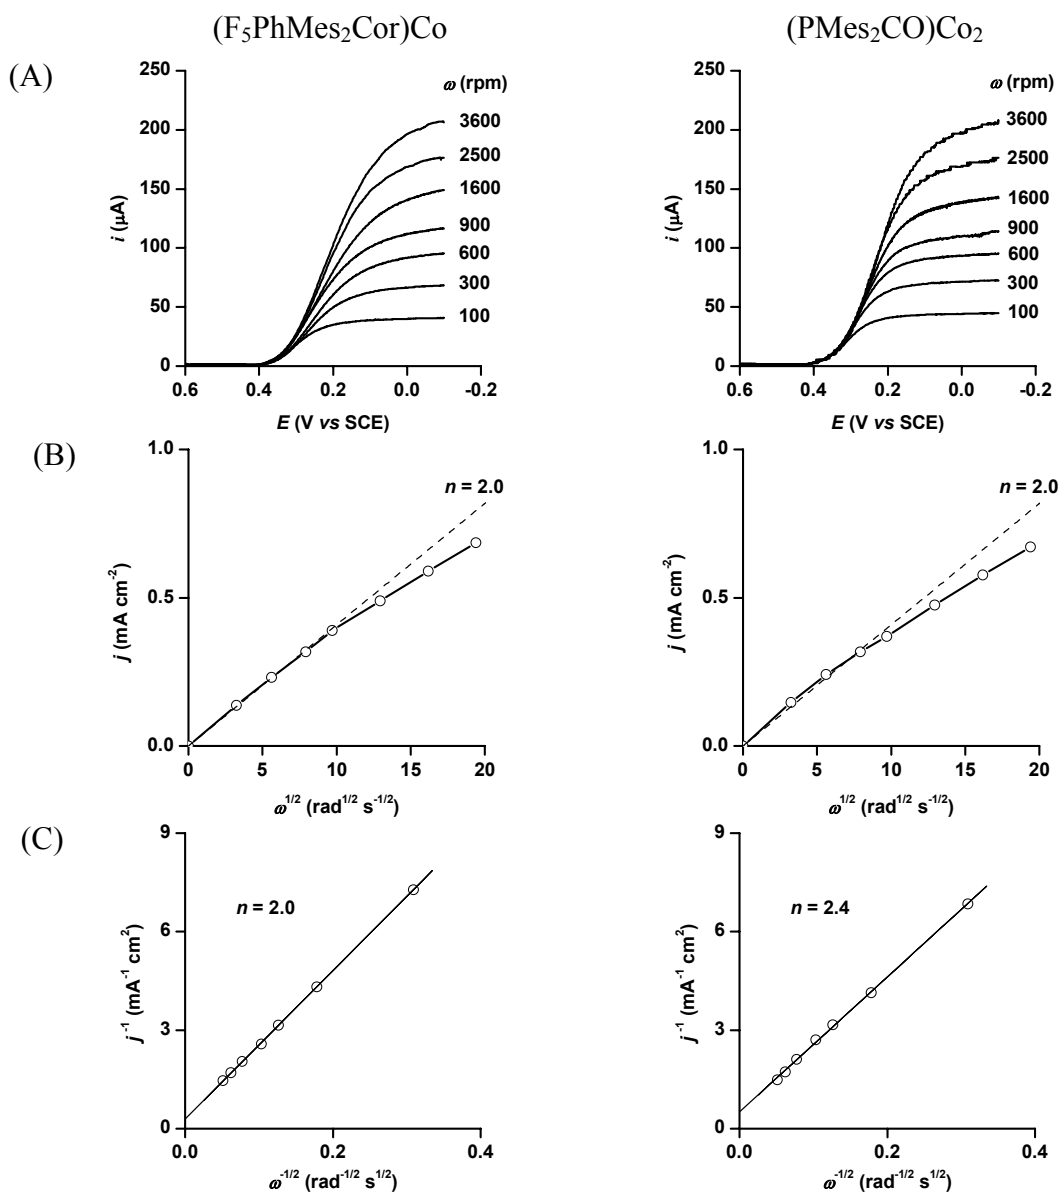 (F₅PhMes₂Cor)Co
(PMes₂CO)Co₂
(A)
250
200
150
100
50
0
i (μA)
ω (rpm)
3600
2500
1600
900
600
300
100
0.6 0.4 0.2 0.0 -0.2
E (V vs SCE)
250
200
150
100
50
0
i (μA)
ω (rpm)
3600
2500
1600
900
600
300
100
0.6 0.4 0.2 0.0 -0.2
E (V vs SCE)
(B)
1.0
0.5
0.0
j (mA cm⁻²)
n = 2.0
0 5 10 15 20
ω¹/² (rad¹/² s⁻¹/²)
1.0
0.5
0.0
j (mA cm⁻²)
n = 2.0
0 5 10 15 20
ω¹/² (rad¹/² s⁻¹/²)
(C)
9
6
3
0
j⁻¹ (mA⁻¹ cm²)
n = 2.0
0.0 0.2 0.4
ω⁻¹/² (rad⁻¹/² s¹/²)
9
6
3
0
j⁻¹ (mA⁻¹ cm²)
n = 2.4
0.0 0.2 0.4
ω⁻¹/² (rad⁻¹/² s¹/²)